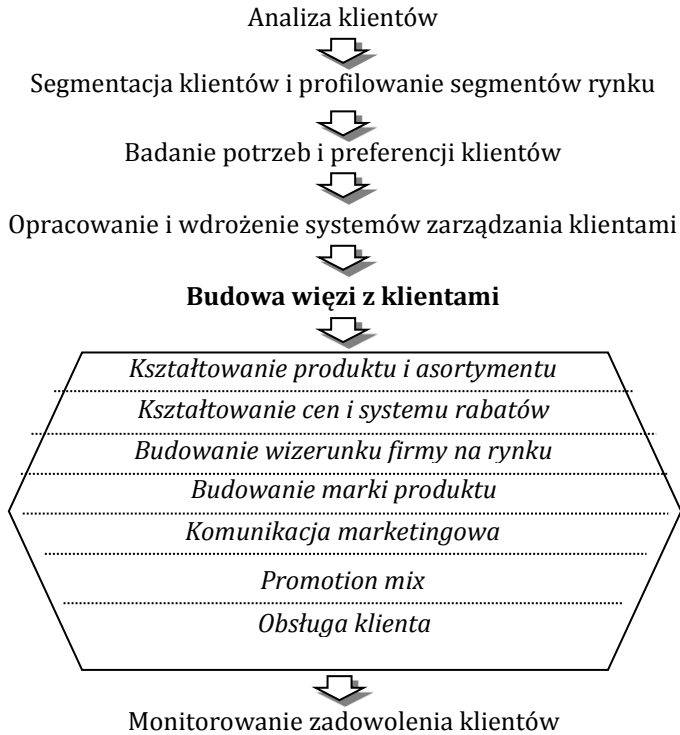 Analiza klientów
Segmentacja klientów i profilowanie segmentów rynku
Badanie potrzeb i preferencji klientów
Opracowanie i wdrożenie systemów zarządzania klientami
Budowa więzi z klientami
Kształtowanie produktu i asortymentu
Kształtowanie cen i systemu rabatów
Budowanie wizerunku firmy na rynku
Budowanie marki produktu
Komunikacja marketingowa
Promotion mix
Obsługa klienta
Monitorowanie zadowolenia klientów